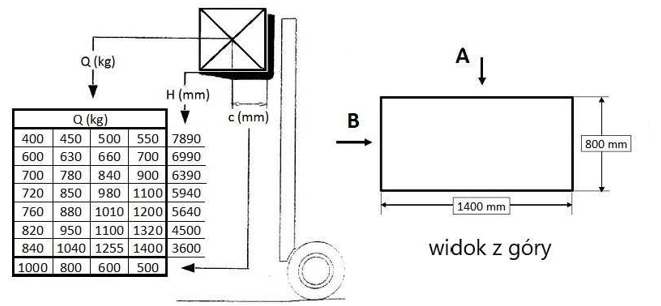 Q (kg)
H (mm)
c (mm)
Q (kg)
400 450 500 550 7890
600 630 660 700 6990
700 780 840 900 6390
720 850 980 1100 5940
760 880 1010 1200 5640
820 950 1100 1320 4500
840 1040 1255 1400 3600
1000 800 600 500
A
B
800 mm
1400 mm
widok z góry